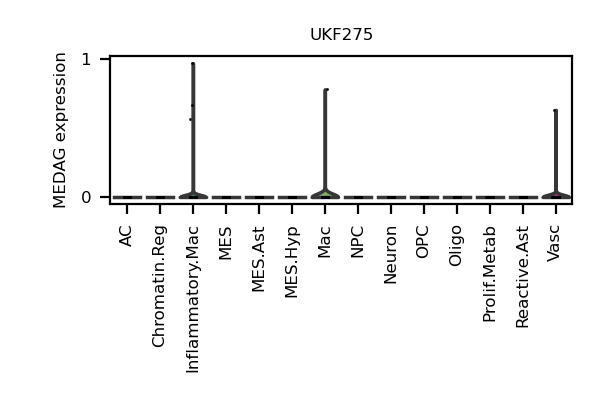 UKF275
MEDAG expression
1
0
AC
Chromatin.Reg
Inflammatory.Mac
MES
MES.Ast
MES.Hyp
Mac
NPC
Neuron
OPC
Oligo
Prolif.Metab
Reactive.Ast
Vasc